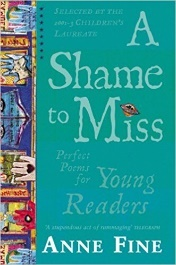 SELECTED BY THE
2001-3 CHILDREN'S
LAUREATE
A
Shame
to Miss
Perfect
Poems
for Young
Readers
'A stupendous act of rummaging'
ANNE FINE